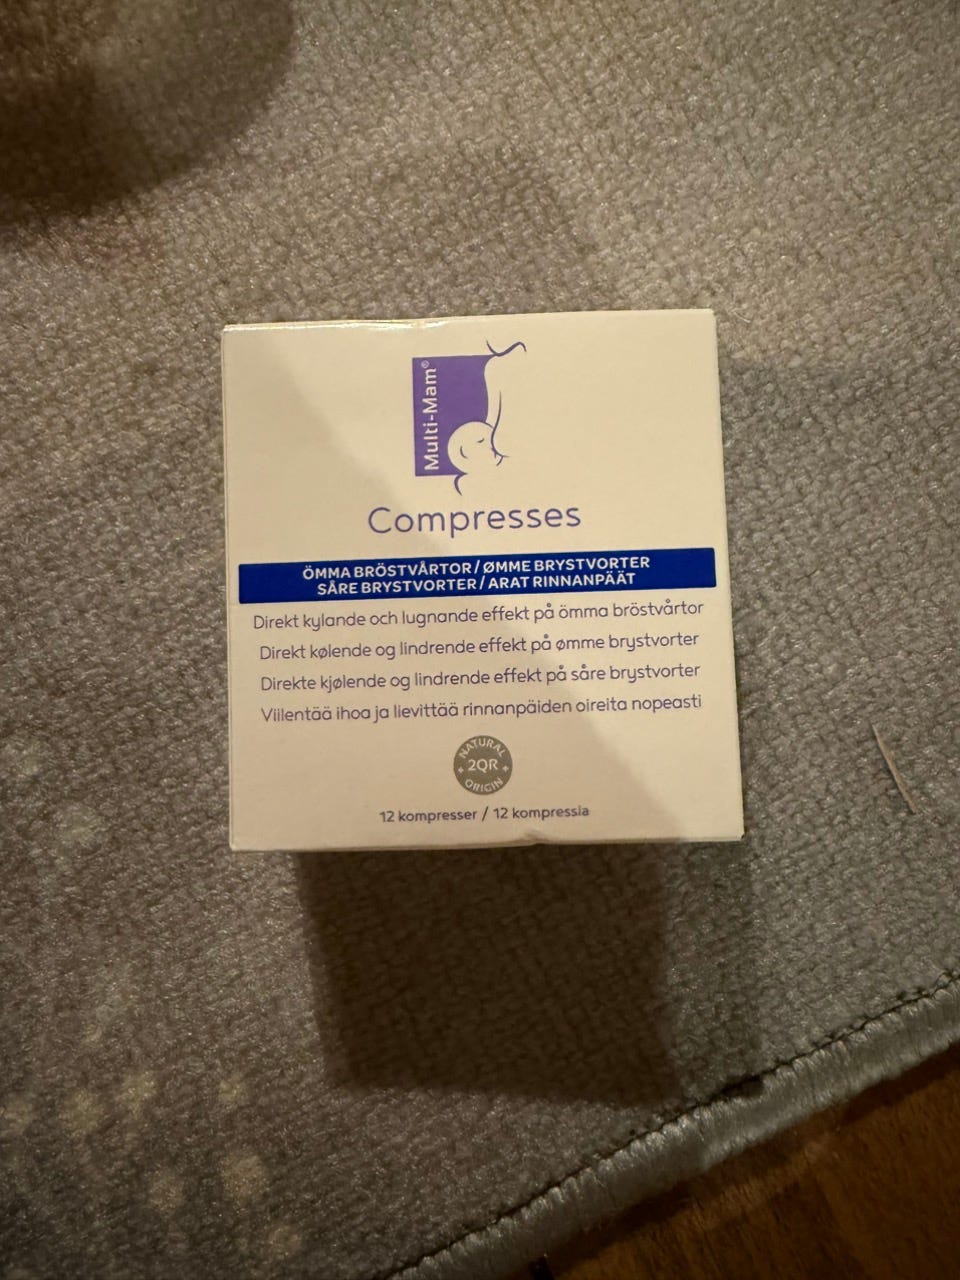 Multi-Mam®
Compresses
ÖMMA BRÖSTVÅRTOR / ØMME BRYSTVORTER
SÅRE BRYSTVORTER / ARAT RINNANPÄÄT
Direkt kylande och lugnande effekt på ömma bröstvårtor
Direkt kølende og lindrende effekt på ømme brystvorter
Direkte kjølende og lindrende effekt på såre brystvorter
Viilentää ihoa ja lievittää rinnanpäiden oireita nopeasti
NATURAL
2QR
ORIGIN
12 kompresser / 12 kompressia